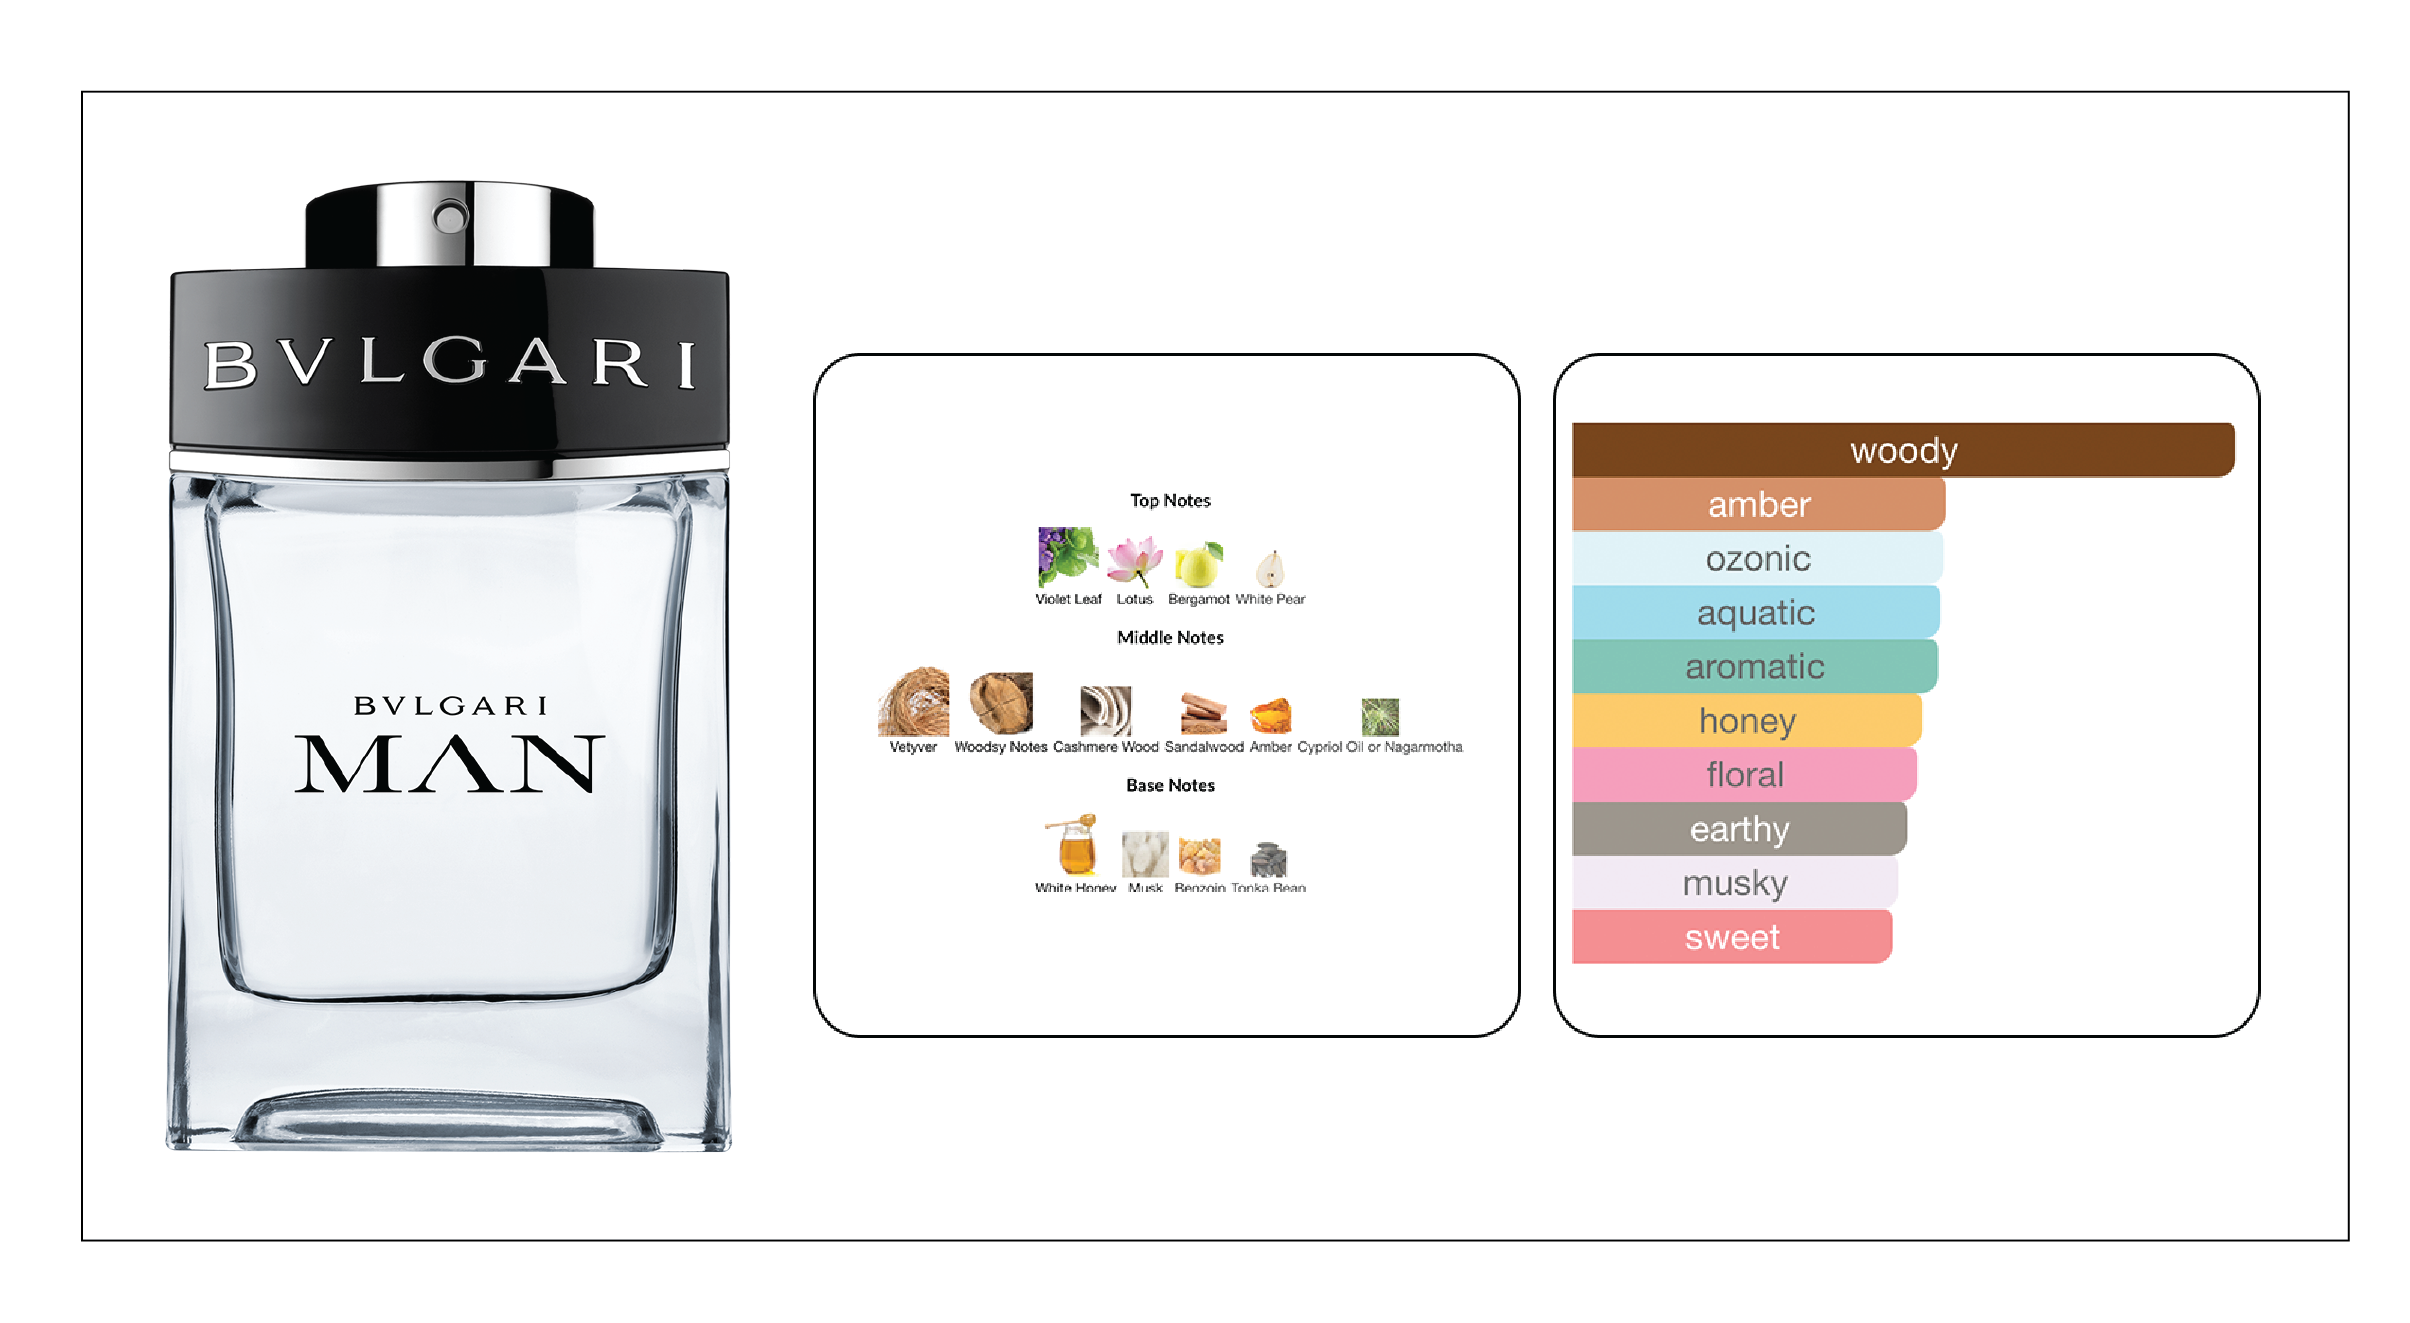 BVLGARI
BVLGARI
MAN
Top Notes
Violet Leaf Lotus Bergamot White Pear
Middle Notes
Vetyver Woodsy Notes Cashmere Wood Sandalwood Amber Cypriol Oil or Nagarmotha
Base Notes
White Honey Musk Benzoin Tonka Bean
woody
amber
ozonic
aquatic
aromatic
honey
floral
earthy
musky
sweet